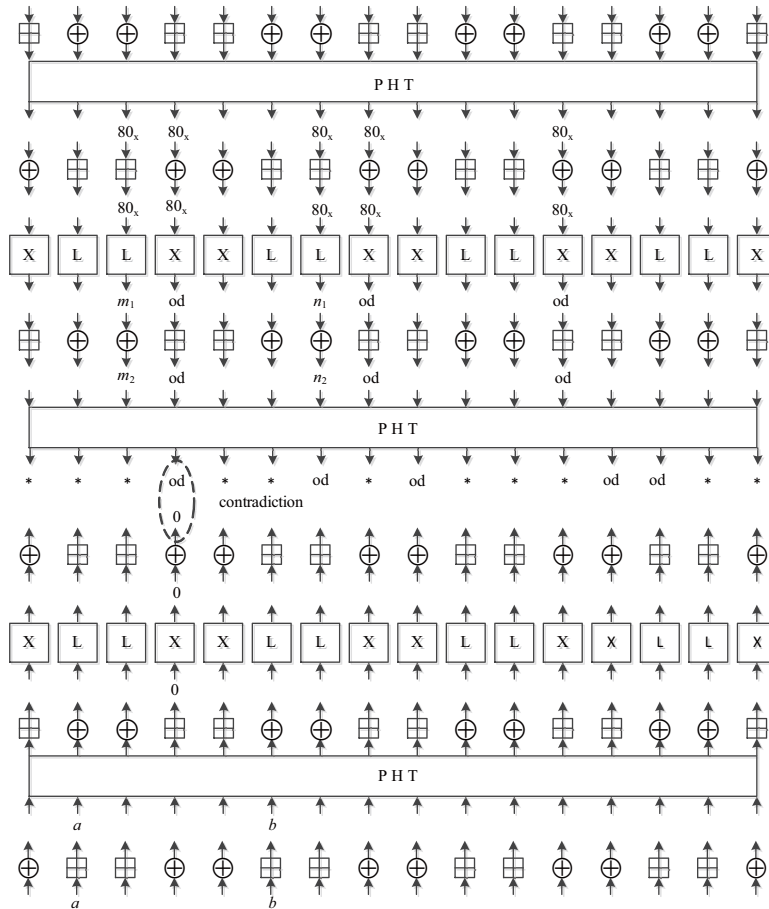 P H T
80x 80x 80x 80x 80x
80x 80x 80x 80x 80x
X L L X X L L X X L L X X L L X
m1 od n1 od od
m2 od n2 od od
P H T
* * * od * * od * od * * * od od * *
0 contradiction
0
X L L X X L L X X L L X X L L X
0
P H T
a b
a b